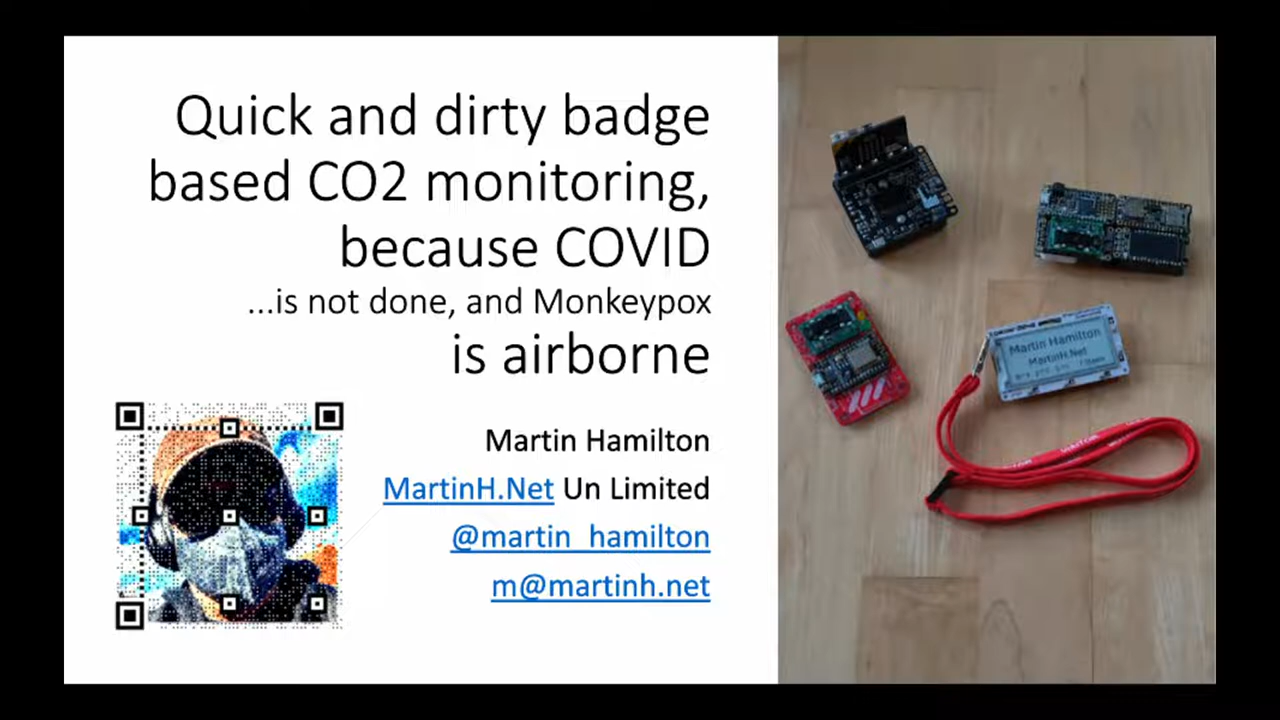 Quick and dirty badge
based CO2 monitoring,
because COVID
...is not done, and Monkeypox
is airborne
Martin Hamilton
MartinH.Net Un Limited
@martin_hamilton
m@martinh.net
Martin Hamilton
MartinH.Net